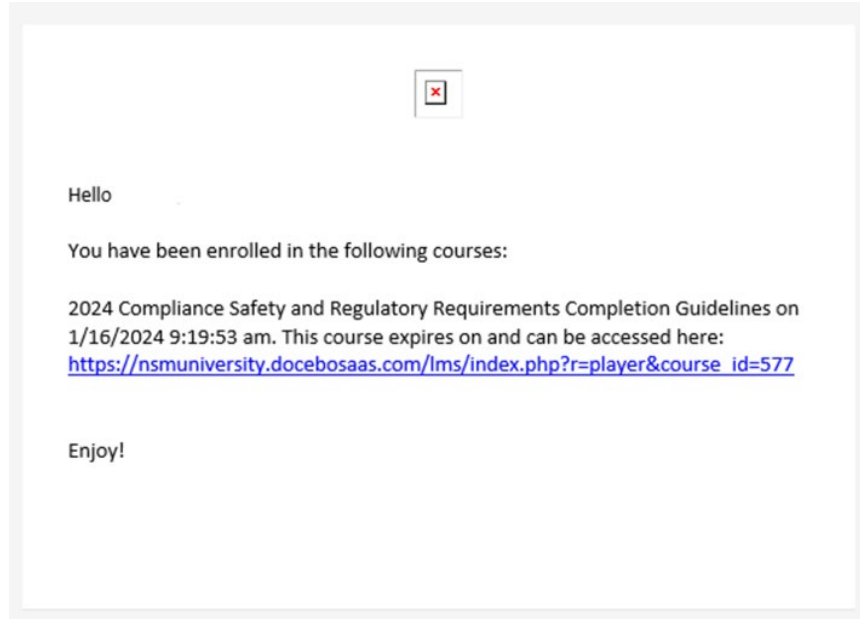 Hello
You have been enrolled in the following courses:
2024 Compliance Safety and Regulatory Requirements Completion Guidelines on
1/16/2024 9:19:53 am. This course expires on and can be accessed here:
https://nsmuniversity.docebosaas.com/lms/index.php?r=player&course_id=577
Enjoy!